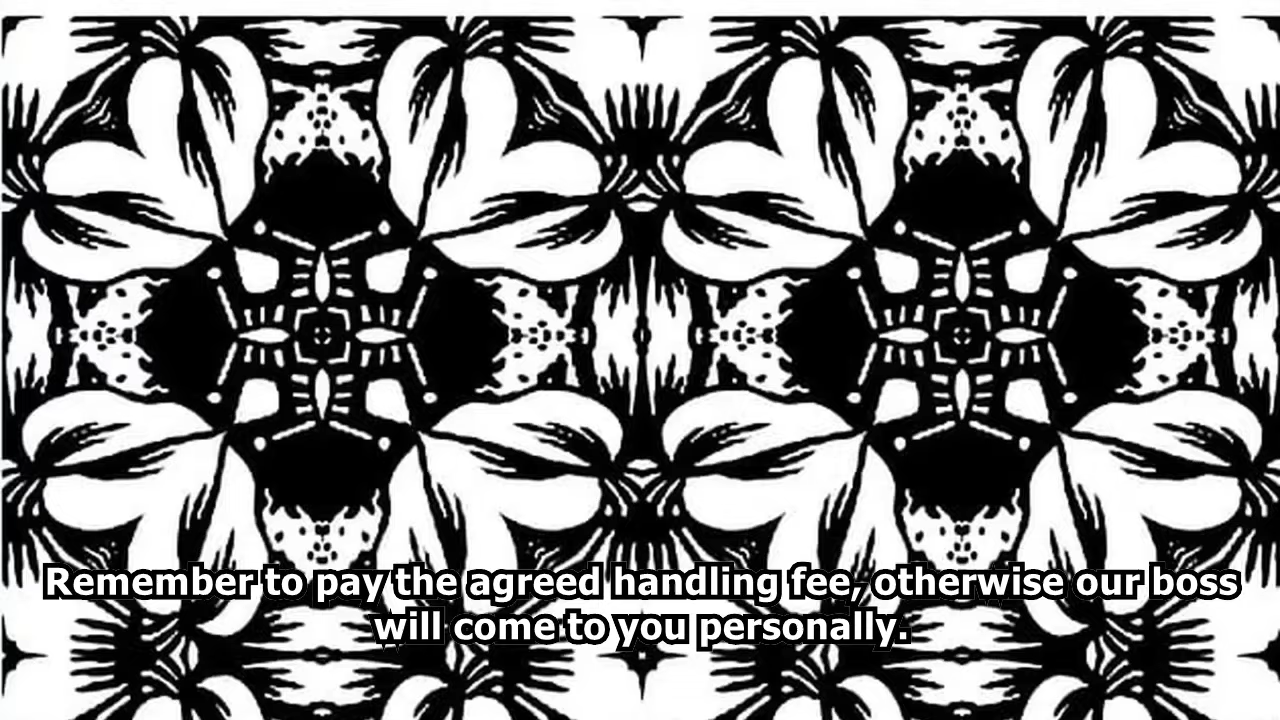 Remember to pay the agreed handling fee, otherwise our boss
will come to you personally.